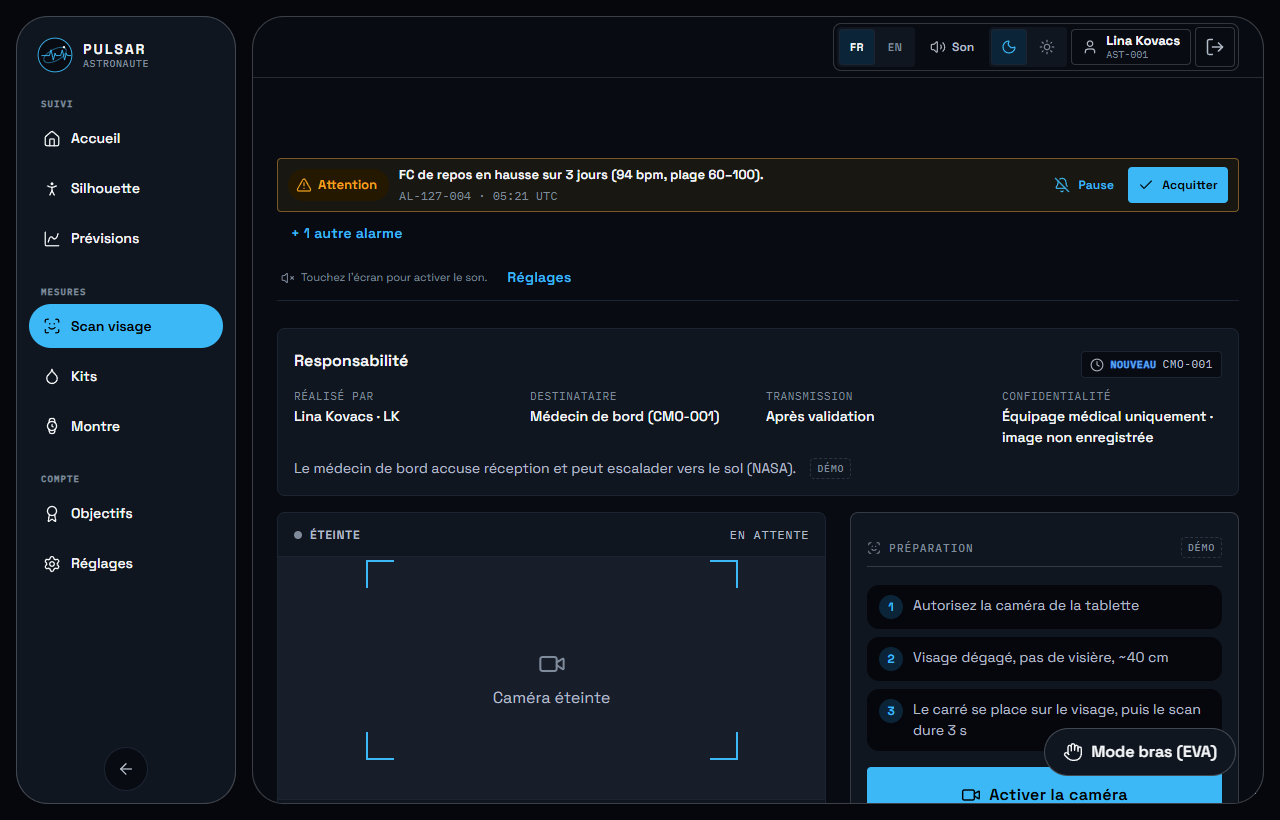 PULSAR
ASTRONAUTE
SUIVI
Accueil
Silhouette
Prévisions
MESURES
Scan visage
Kits
Montre
COMPTE
Objectifs
Réglages
FR
EN
Son
Lina Kovacs
AST-001
Attention
FC de repos en hausse sur 3 jours (94 bpm, plage 60–100).
AL-127-004 · 05:21 UTC
Pause
Acquitter
+ 1 autre alarme
Touchez l'écran pour activer le son.
Réglages
Responsabilité
NOUVEAU CMO-001
RÉALISÉ PAR
Lina Kovacs · LK
DESTINATAIRE
Médecin de bord (CMO-001)
TRANSMISSION
Après validation
CONFIDENTIALITÉ
Équipage médical uniquement ·
image non enregistrée
Le médecin de bord accuse réception et peut escalader vers le sol (NASA).
DÉMO
ÉTEINTE
EN ATTENTE
Caméra éteinte
PRÉPARATION
DÉMO
1 Autorisez la caméra de la tablette
2 Visage dégagé, pas de visière, ~40 cm
3 Le carré se place sur le visage, puis le scan
dure 3 s
Mode bras (EVA)
Activer la caméra